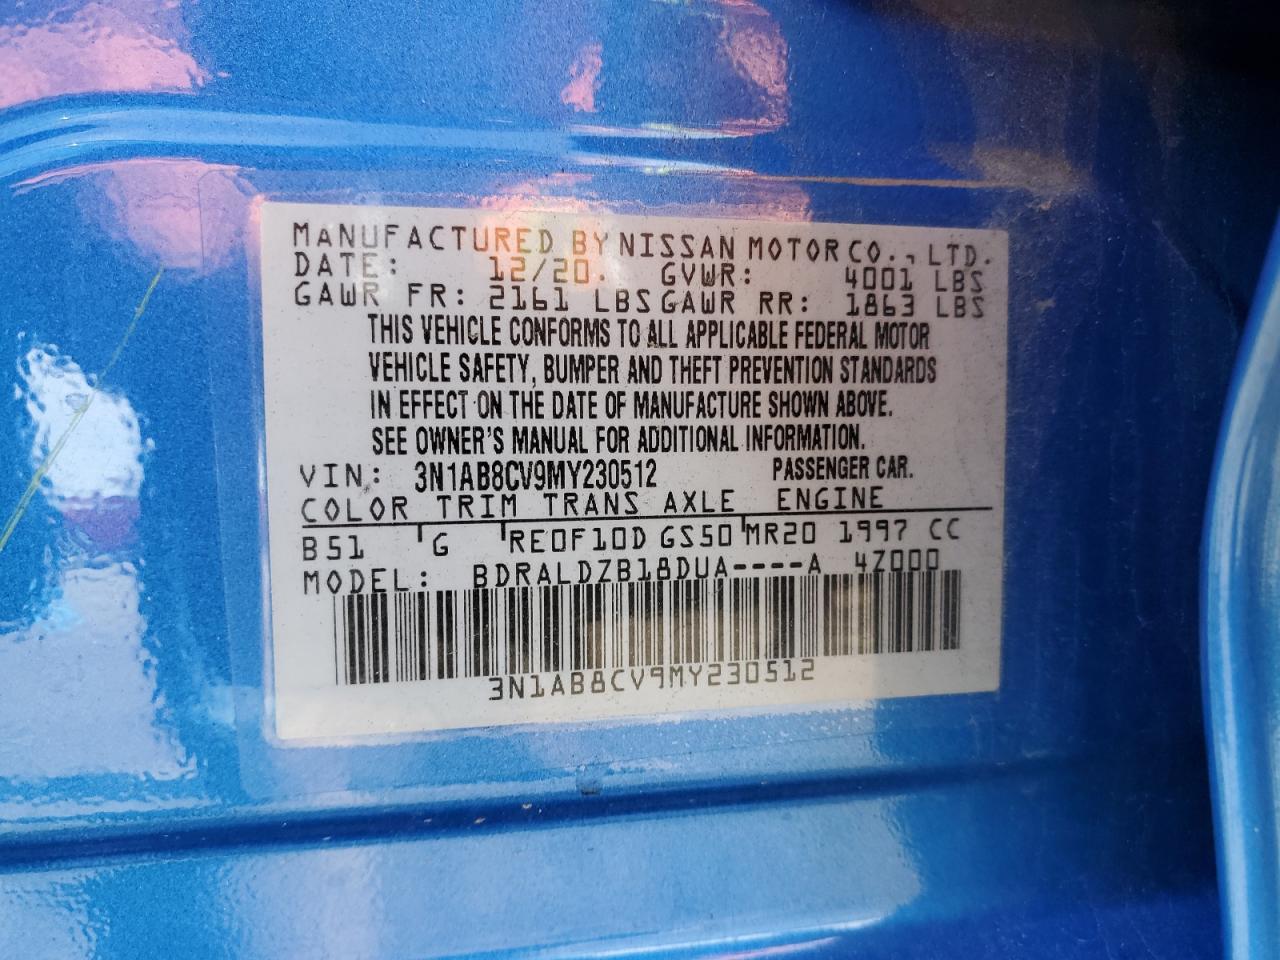 MANUFACTURED BY NISSAN MOTOR CO., LTD.
DATE: 12/20. GVWR: 4001 LBS
GAWR FR: 2161 LBS GAWR RR: 1863 LBS
THIS VEHICLE CONFORMS TO ALL APPLICABLE FEDERAL MOTOR
VEHICLE SAFETY, BUMPER AND THEFT PREVENTION STANDARDS
IN EFFECT ON THE DATE OF MANUFACTURE SHOWN ABOVE.
SEE OWNER'S MANUAL FOR ADDITIONAL INFORMATION.
VIN: 3N1AB8CV9MY230512 PASSENGER CAR.
COLOR TRIM TRANS AXLE ENGINE
B51 G RE0F10D GS50 MR20 1997 CC
MODEL: BDRALDZB18DUA----A 4Z000
3N1AB8CV9MY230512